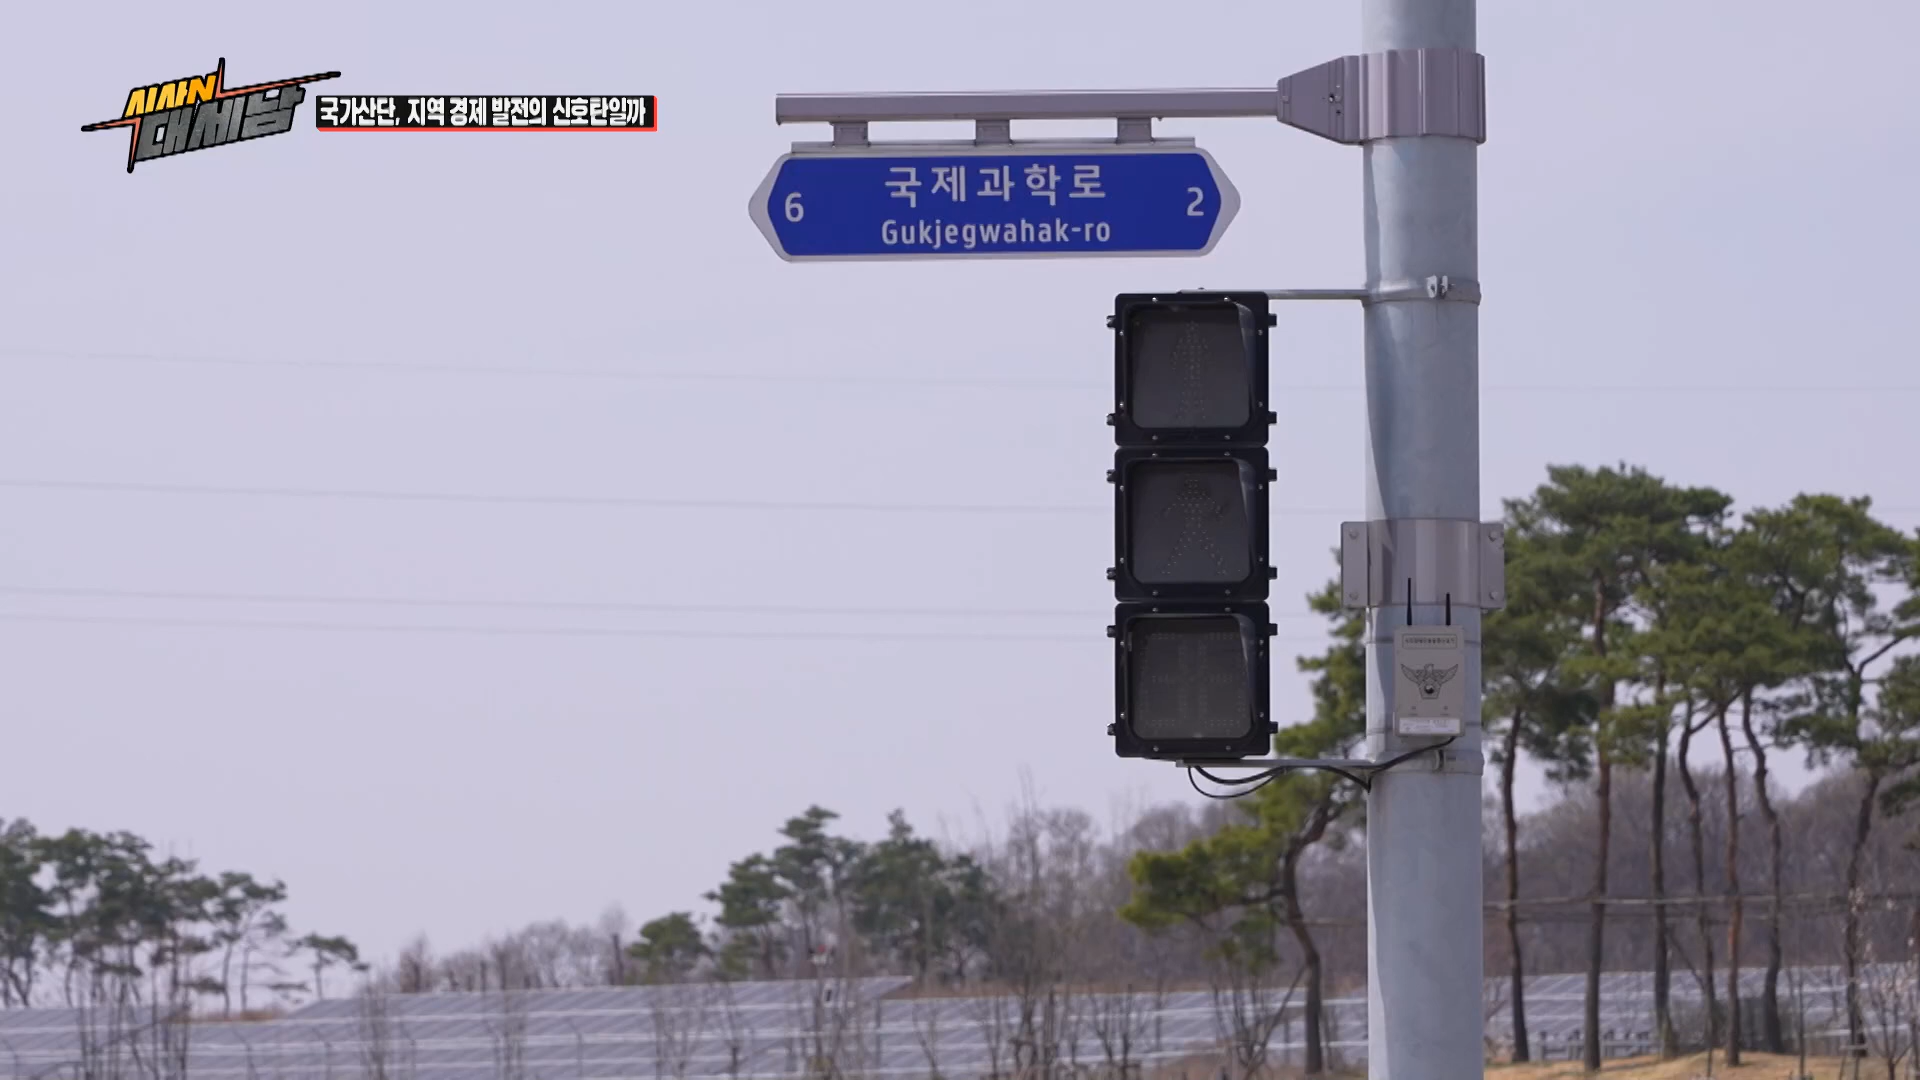 시사N
대세남
국가산단, 지역 경제 발전의 신호탄일까
6 국제과학로 2
Gukjegwahak-ro